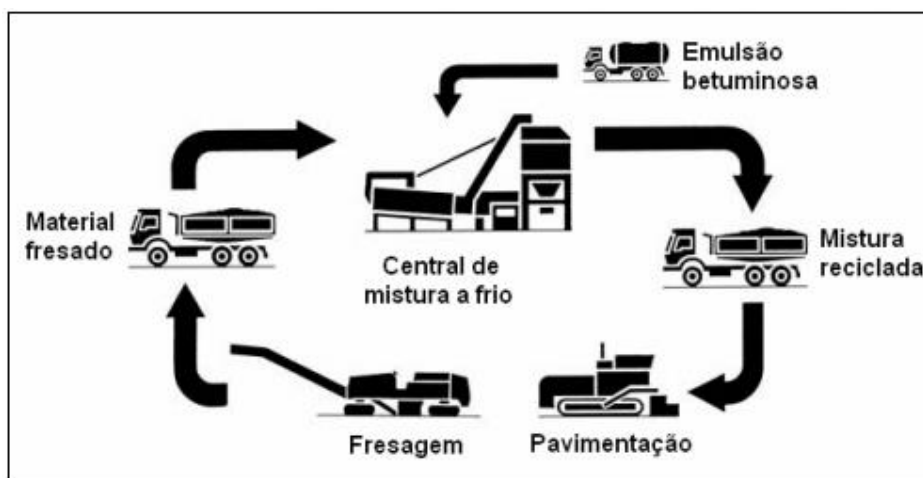 Emulsão
betuminosa
Material
fresado
Central de
mistura a frio
Mistura
reciclada
Fresagem
Pavimentação